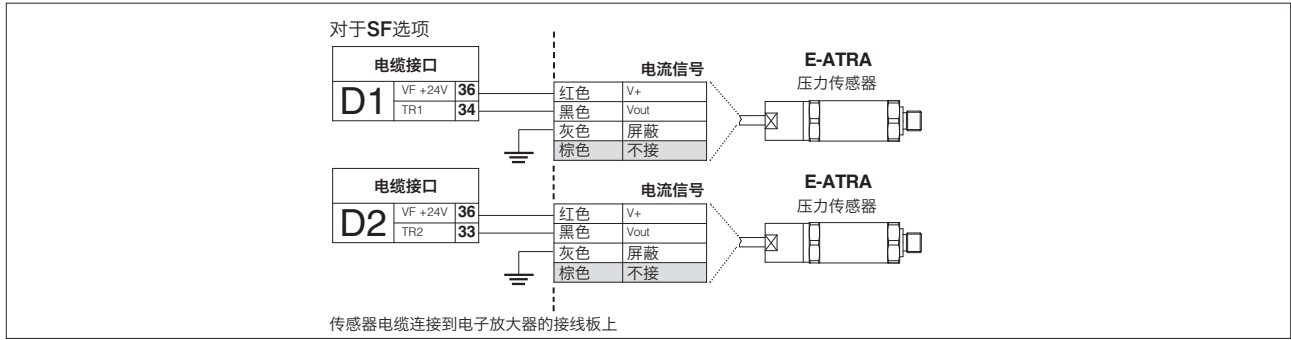 对于SF选项
电缆接口
D1 VF +24V 36
TR1 34
电流信号
红色 V+
黑色 Vout
灰色 屏蔽
棕色 不接
E-ATRA
压力传感器
电缆接口
D2 VF +24V 36
TR2 33
电流信号
红色 V+
黑色 Vout
灰色 屏蔽
棕色 不接
E-ATRA
压力传感器
传感器电缆连接到电子放大器的接线板上